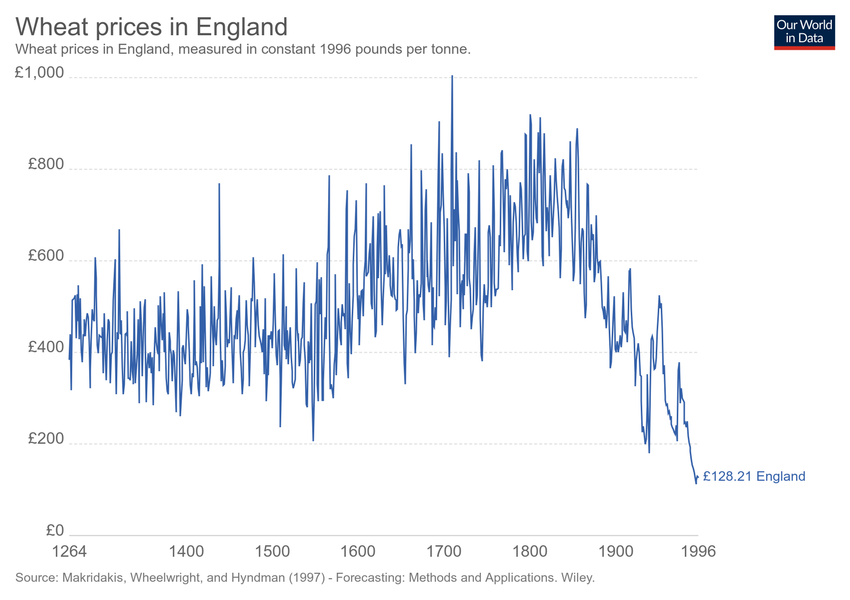 Wheat prices in England
Wheat prices in England, measured in constant 1996 pounds per tonne.
Our World
in Data
£1,000
£800
£600
£400
£200
£0
£128.21 England
1264 1400 1500 1600 1700 1800 1900 1996
Source: Makridakis, Wheelwright, and Hyndman (1997) - Forecasting: Methods and Applications. Wiley.